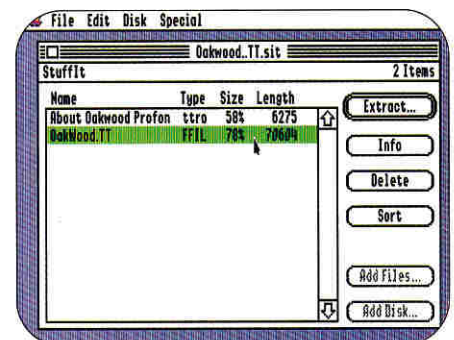 File Edit Disk Special
Oakwood..TT.sit
StuffIt 2 Items
Name Type Size Length
About Oakwood Profon ttro 58% 6275
OakWood.TT FFIL 78% 70604
Extract...
Info
Delete
Sort
Add Files...
Add Disk...